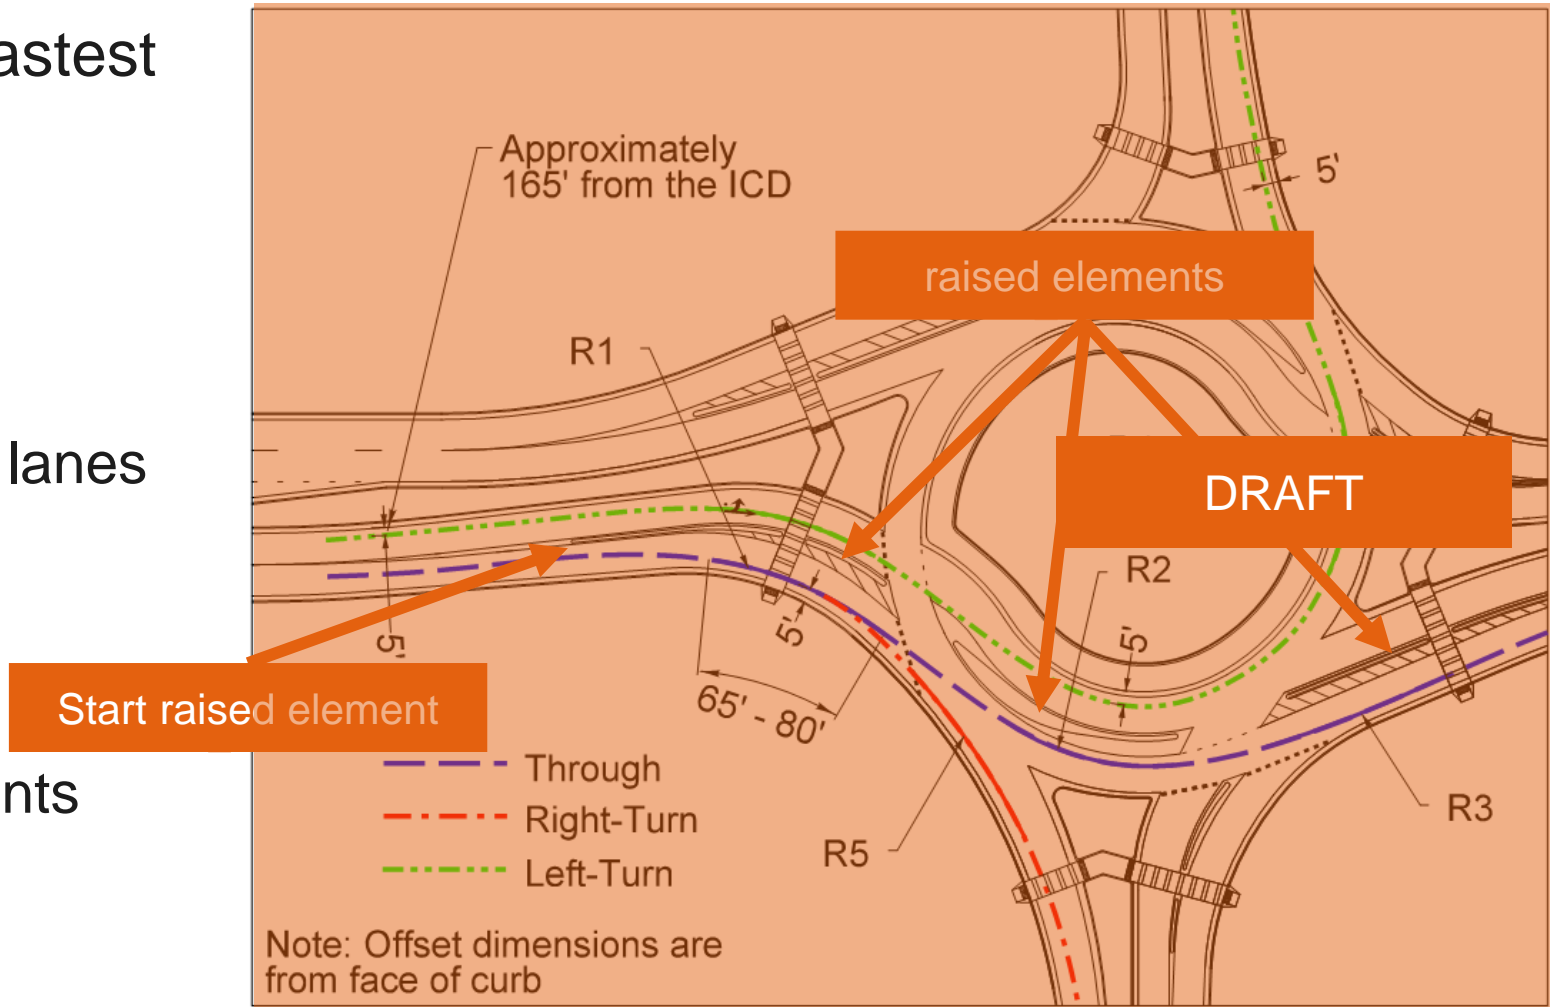 astest
lanes
nts
Approximately
165' from the ICD
5'
raised elements
R1
DRAFT
R2
5'
5'
5'
65' - 80'
Start raised element
Through
Right-Turn
Left-Turn
R5
R3
Note: Offset dimensions are
from face of curb